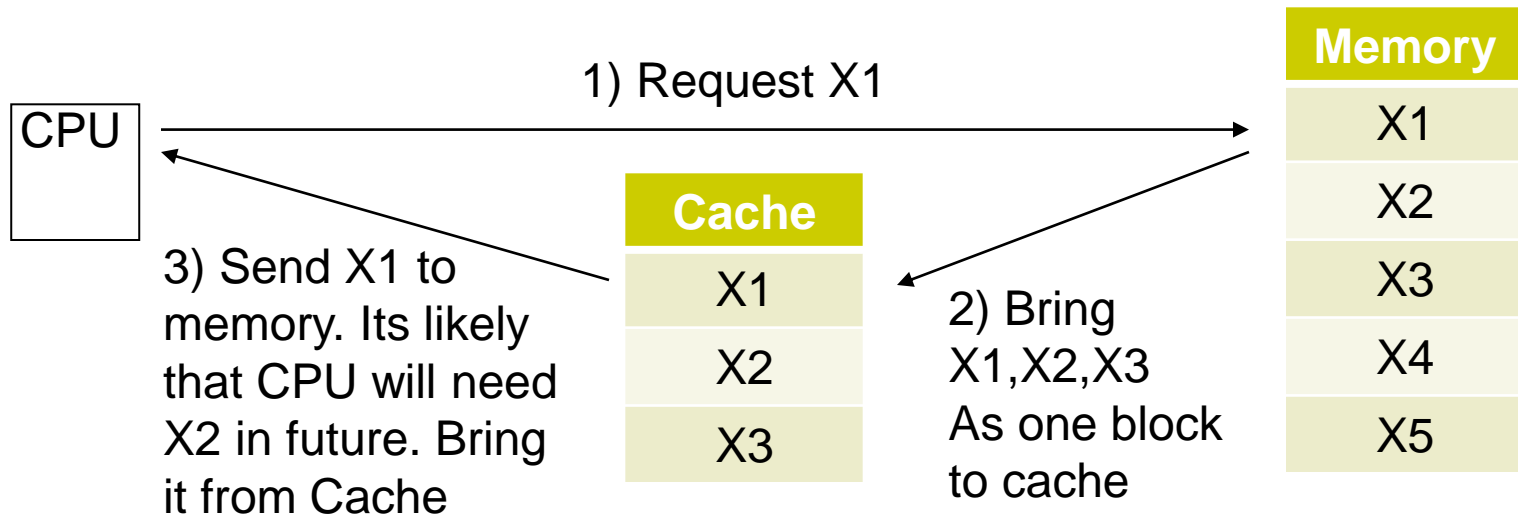 1) Request X1
CPU
Cache
X1
X2
X3
3) Send X1 to
memory. Its likely
that CPU will need
X2 in future. Bring
it from Cache
2) Bring
X1,X2,X3
As one block
to cache
Memory
X1
X2
X3
X4
X5